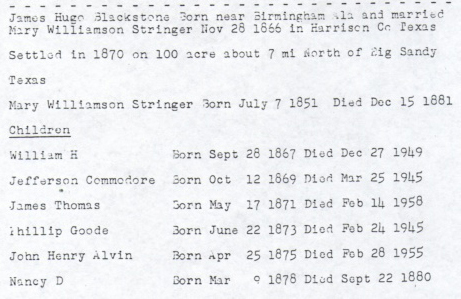 - - - - - - - - - - - - - - - - - - - - - - - - - - - - - - -
James Hugo Blackstone Born near Birmingham Ala and married
Mary Williamson Stringer Nov 28 1866 in Harrison Co Texas
Settled in 1870 on 100 acre about 7 mi North of Big Sandy
Texas
Mary Williamson Stringer Born July 7 1851 Died Dec 15 1881
Children
William H Born Sept 28 1867 Died Dec 27 1949
Jefferson Commodore Born Oct 12 1869 Died Mar 25 1945
James Thomas Born May 17 1871 Died Feb 14 1958
Phillip Goode Born June 22 1873 Died Feb 24 1945
John Henry Alvin Born Apr 25 1875 Died Feb 28 1955
Nancy D Born Mar 9 1878 Died Sept 22 1880